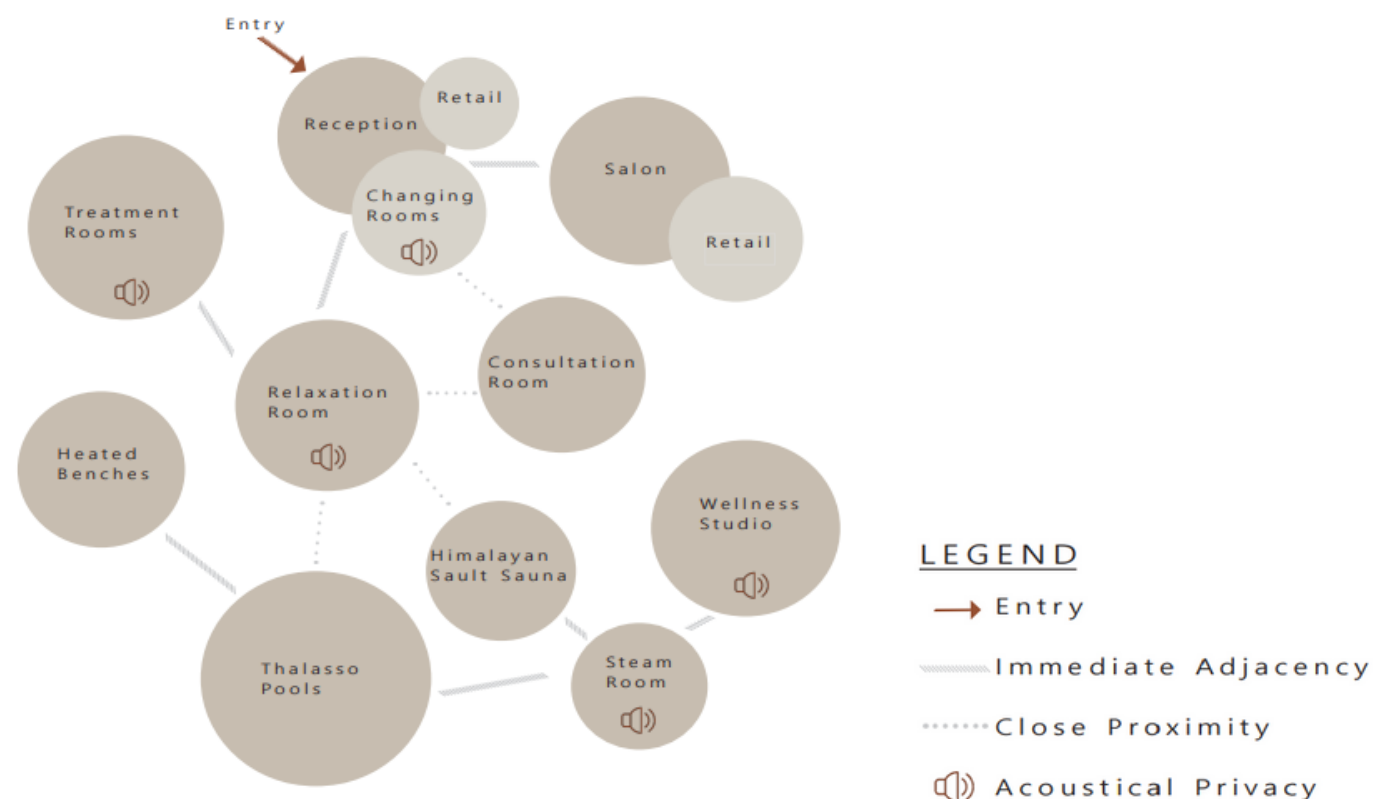 Entry
Retail
Reception
Salon
Changing
Rooms
Treatment
Rooms
Retail
Consultation
Room
Relaxation
Room
Heated
Benches
Wellness
Studio
Himalayan
Sault Sauna
Steam
Room
Thalasso
Pools
LEGEND
Entry
Immediate Adjacency
Close Proximity
Acoustical Privacy